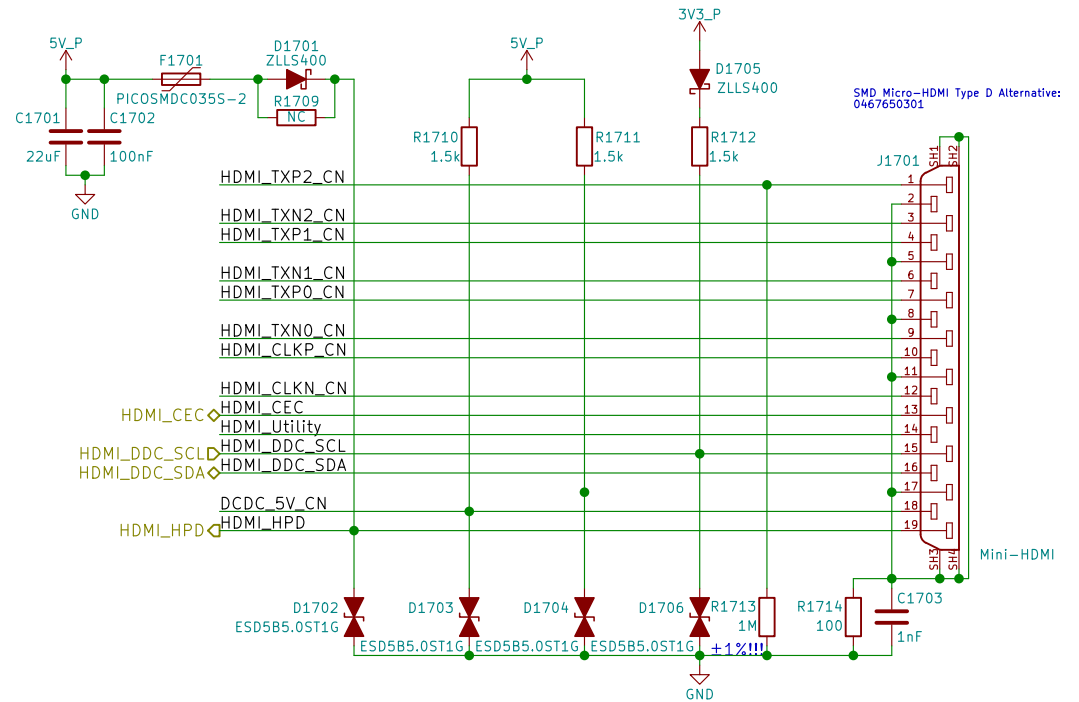 3V3_P
5V_P
D1701
ZLLS400
5V_P
F1701
D1705
ZLLS400
PICOSMDC035S-2
R1709
NC
SMD Micro-HDMI Type D Alternative:
0467650301
C1701
22uF
C1702
100nF
R1710
1.5k
R1711
1.5k
R1712
1.5k
GND
J1701
SH1
SH2
HDMI_TXP2_CN
1
2
HDMI_TXN2_CN
3
HDMI_TXP1_CN
4
5
HDMI_TXN1_CN
6
HDMI_TXP0_CN
7
8
HDMI_TXN0_CN
9
HDMI_CLKP_CN
10
11
HDMI_CLKN_CN
12
HDMI_CEC
HDMI_CEC
13
HDMI_Utility
14
HDMI_DDC_SCL
HDMI_DDC_SCL
15
HDMI_DDC_SDA
HDMI_DDC_SDA
16
17
DCDC_5V_CN
18
HDMI_HPD
HDMI_HPD
19
SH3
SH4
Mini-HDMI
D1702
ESD5B5.0ST1G
D1703
ESD5B5.0ST1G
D1704
ESD5B5.0ST1G
D1706
ESD5B5.0ST1G
R1713
1M
±1%!!!
R1714
100
C1703
1nF
GND